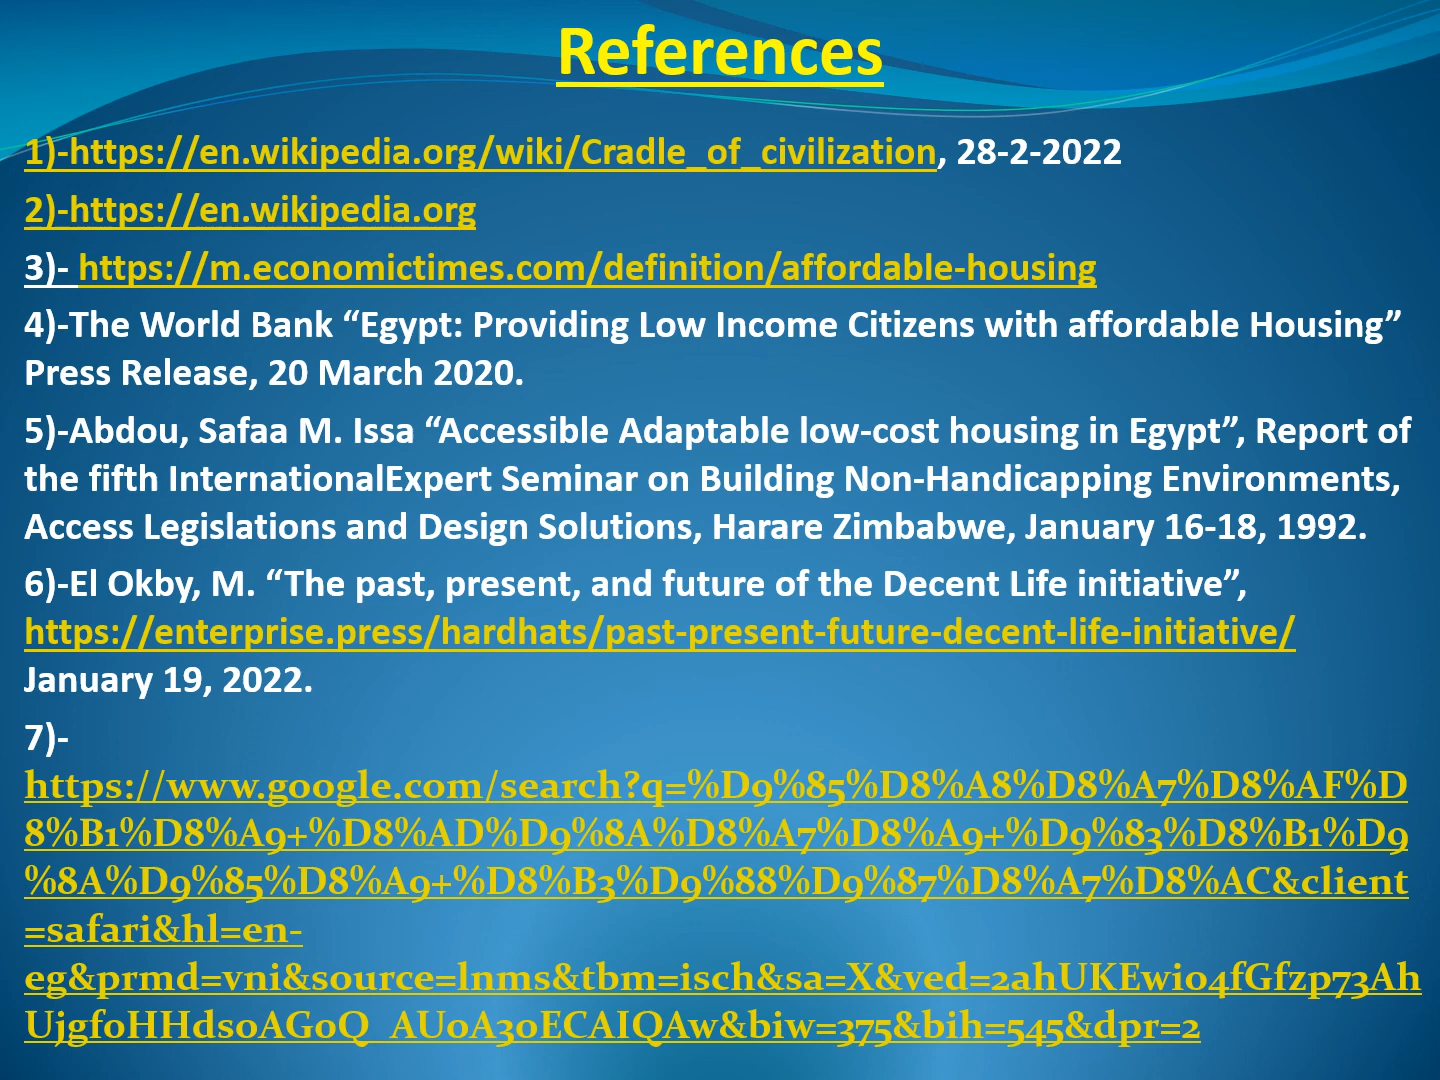 References
1)-https://en.wikipedia.org/wiki/Cradle_of_civilization, 28-2-2022
2)-https://en.wikipedia.org
3)- https://m.economictimes.com/definition/affordable-housing
4)-The World Bank “Egypt: Providing Low Income Citizens with affordable Housing”
Press Release, 20 March 2020.
5)-Abdou, Safaa M. Issa “Accessible Adaptable low-cost housing in Egypt”, Report of
the fifth InternationalExpert Seminar on Building Non-Handicapping Environments,
Access Legislations and Design Solutions, Harare Zimbabwe, January 16-18, 1992.
6)-El Okby, M. “The past, present, and future of the Decent Life initiative”,
https://enterprise.press/hardhats/past-present-future-decent-life-initiative/
January 19, 2022.
7)-
https://www.google.com/search?q=%D9%85%D8%A8%D8%A7%D8%AF%D
8%B1%D8%A9+%D8%AD%D9%8A%D8%A7%D8%A9+%D9%83%D8%B1%D9
%8A%D9%85%D8%A9+%D8%B3%D9%88%D9%87%D8%A7%D8%AC&client
=safari&hl=en-
eg&prmd=vni&source=lnms&tbm=isch&sa=X&ved=2ahUKEwio4fGfzp73Ah
UjgfoHHdsoAGoQ_AUoA3oECAIQAw&biw=375&bih=545&dpr=2